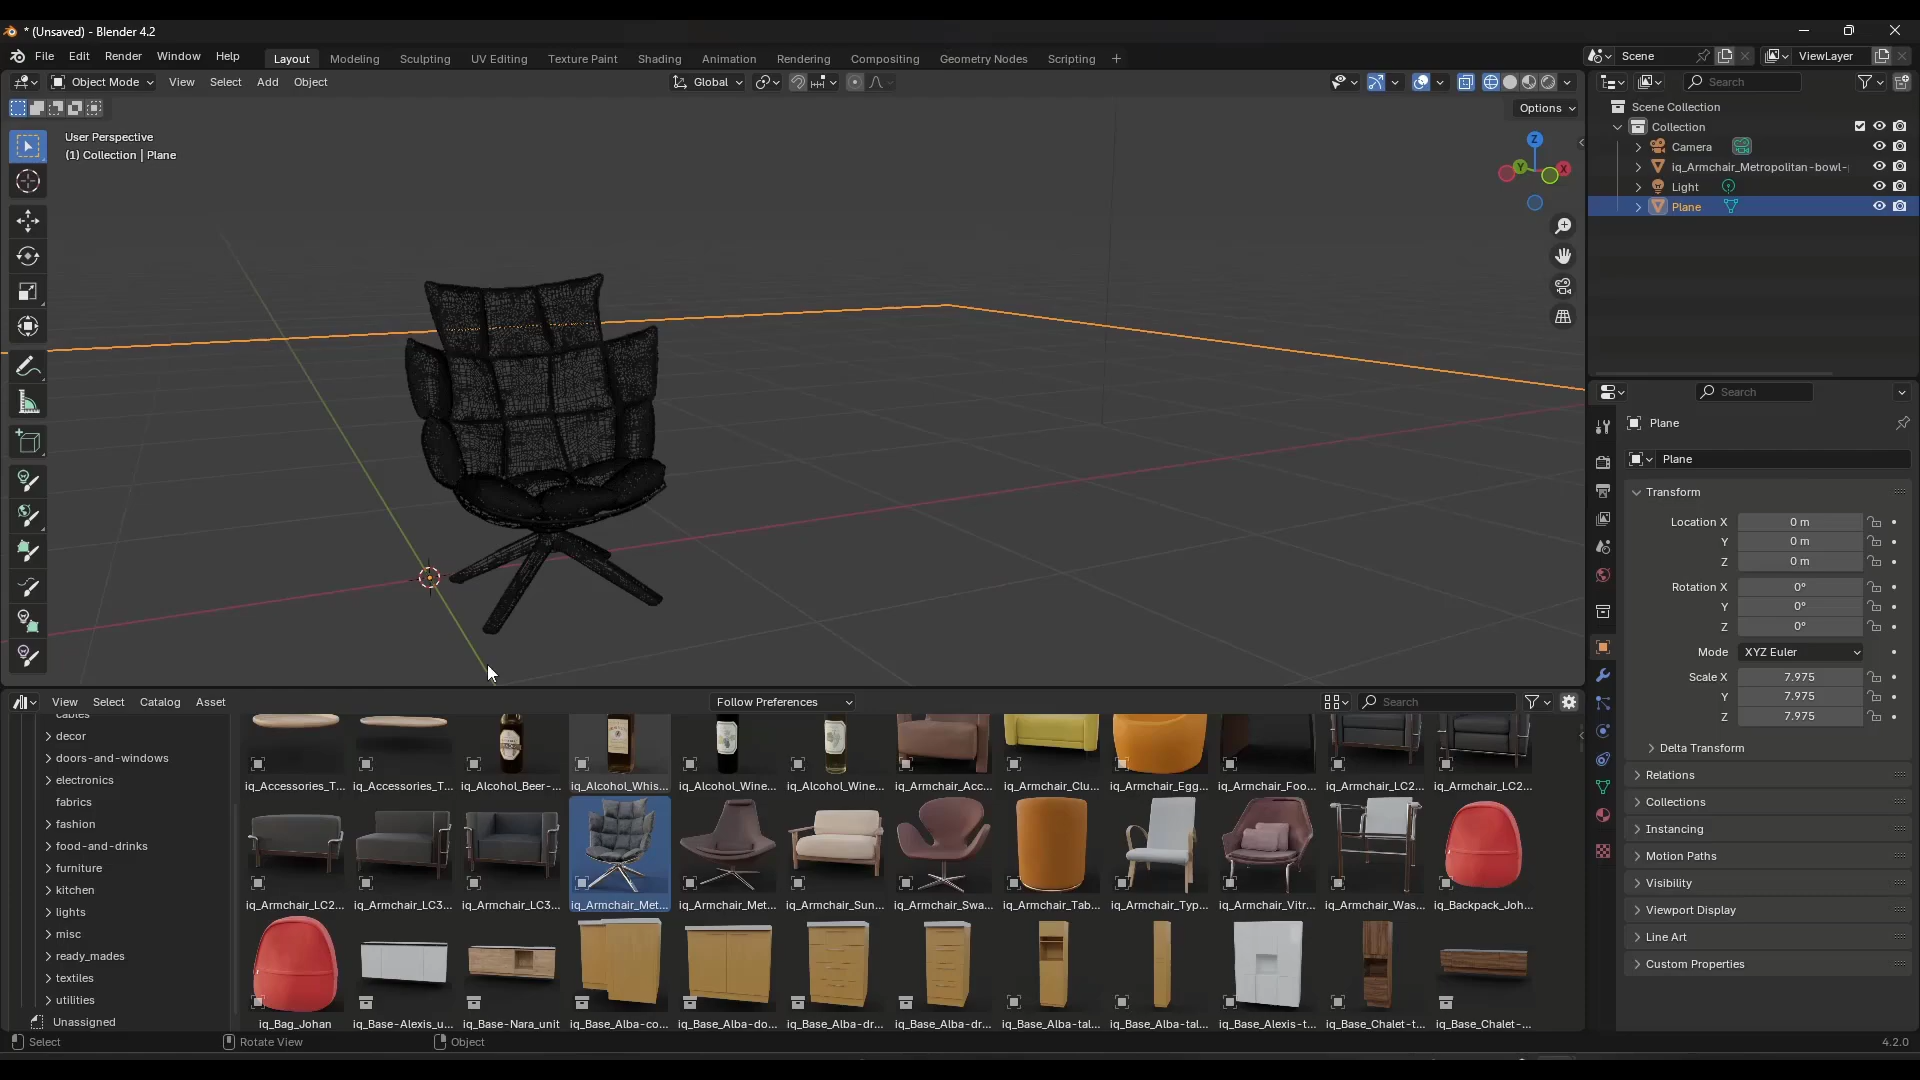 * (Unsaved) - Blender 4.2
File Edit Render Window Help
Layout Modeling Sculpting UV Editing Texture Paint Shading Animation Rendering Compositing Geometry Nodes Scripting +
Scene
ViewLayer
Object Mode View Select Add Object
Global
Options
Search
User Perspective
(1) Collection | Plane
Z
Y
X
Scene Collection
Collection
Camera
iq_Armchair_Metropolitan-bowl-
Light
Plane
Search
Plane
Plane
Transform
Location X 0 m
Y 0 m
Z 0 m
Rotation X 0°
Y 0°
Z 0°
Mode XYZ Euler
Scale X 7.975
Y 7.975
Z 7.975
Delta Transform
Relations
Collections
Instancing
Motion Paths
Visibility
Viewport Display
Line Art
Custom Properties
View Select Catalog Asset
Follow Preferences
Search
cables
decor
doors-and-windows
electronics
fabrics
fashion
food-and-drinks
furniture
kitchen
lights
misc
ready_mades
textiles
utilities
Unassigned
iq_Accessories_T... iq_Accessories_T... iq_Alcohol_Beer-... iq_Alcohol_Whis... iq_Alcohol_Wine... iq_Alcohol_Wine... iq_Armchair_Acc... iq_Armchair_Clu... iq_Armchair_Egg... iq_Armchair_Foo... iq_Armchair_LC2... iq_Armchair_LC2...
iq_Armchair_LC2... iq_Armchair_LC3... iq_Armchair_LC3... iq_Armchair_Met... iq_Armchair_Met... iq_Armchair_Sun... iq_Armchair_Swa... iq_Armchair_Tab... iq_Armchair_Typ... iq_Armchair_Vitr... iq_Armchair_Was... iq_Backpack_Joh...
iq_Bag_Johan iq_Base-Alexis_u... iq_Base-Nara_unit iq_Base_Alba-co... iq_Base_Alba-do... iq_Base_Alba-dr... iq_Base_Alba-dr... iq_Base_Alba-tal... iq_Base_Alba-tal... iq_Base_Alexis-t... iq_Base_Chalet-t... iq_Base_Chalet-...
Select
Rotate View
Object
4.2.0